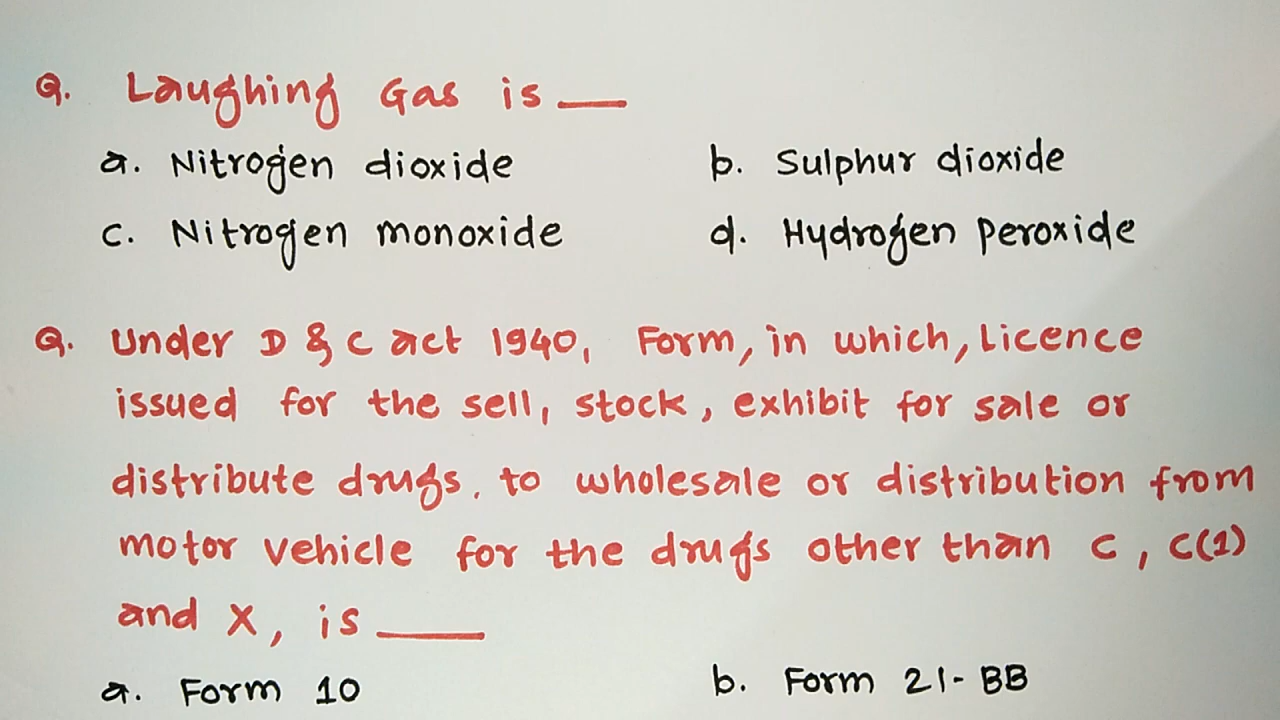 Q. Laughing Gas is __
a. Nitrogen dioxide b. Sulphur dioxide
c. Nitrogen monoxide d. Hydrogen Peroxide
Q. Under D & C act 1940, Form, in which, Licence
issued for the sell, stock, exhibit for sale or
distribute drugs, to wholesale or distribution from
motor vehicle for the drugs other than C, C(1)
and X, is ___
a. Form 10 b. Form 21-BB